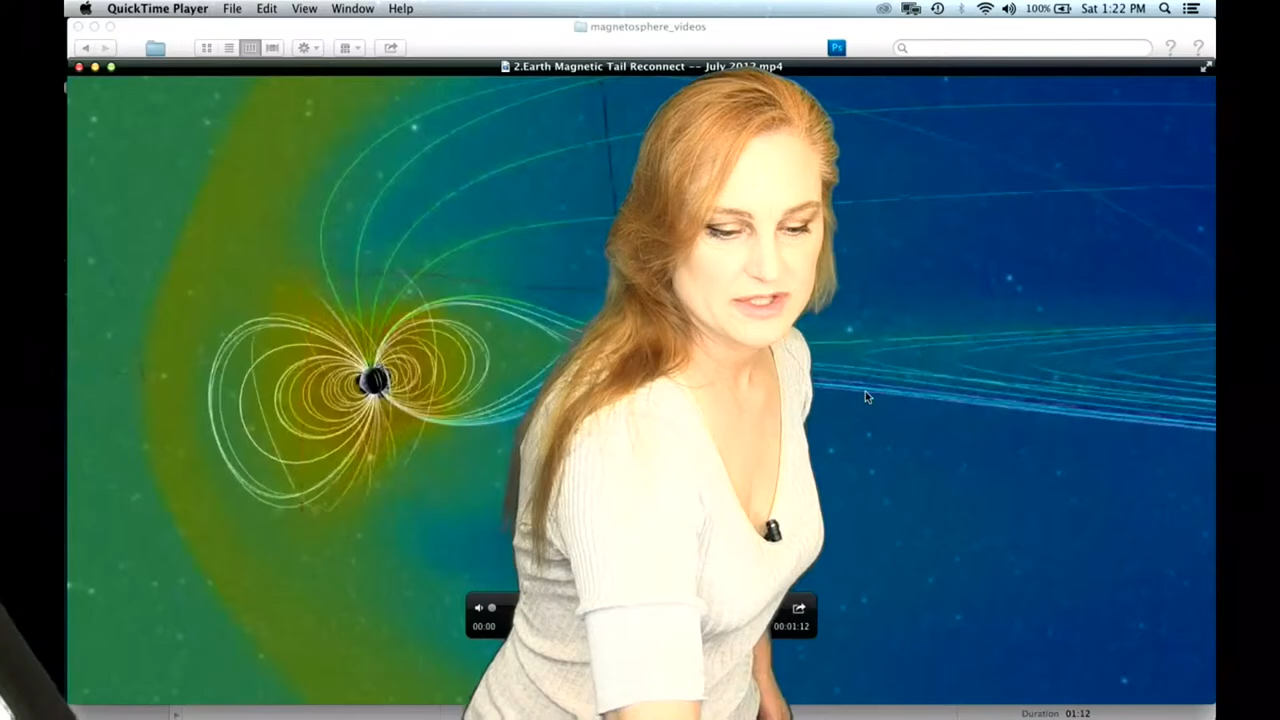 QuickTime Player File Edit View Window Help 100% Sat 1:22 PM
magnetosphere_videos
Ps
2.Earth Magnetic Tail Reconnect -- July 2012.mp4
00:00 00:01:12
Duration 01:12